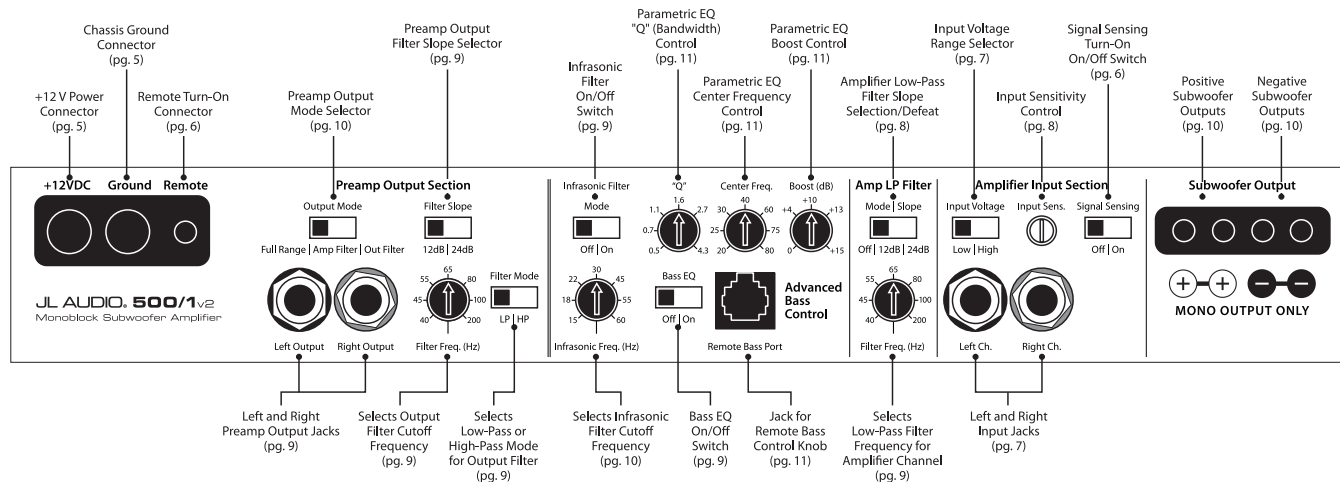 Chassis Ground
Connector
(pg. 5)
Preamp Output
Filter Slope Selector
(pg. 9)
Parametric EQ
"Q" (Bandwidth)
Control
(pg. 11)
Parametric EQ
Boost Control
(pg. 11)
Input Voltage
Range Selector
(pg. 7)
Signal Sensing
Turn-On
On/Off Switch
(pg. 6)
+12 V Power
Connector
(pg. 5)
Remote Turn-On
Connector
(pg. 6)
Preamp Output
Mode Selector
(pg. 10)
Infrasonic
Filter
On/Off
Switch
(pg. 9)
Parametric EQ
Center Frequency
Control
(pg. 11)
Amplifier Low-Pass
Filter Slope
Selection/Defeat
(pg. 8)
Input Sensitivity
Control
(pg. 8)
Positive
Subwoofer
Outputs
(pg. 10)
Negative
Subwoofer
Outputs
(pg. 10)
+12VDC Ground Remote
JL AUDIO® 500/1v2
Monoblock Subwoofer Amplifier
Preamp Output Section
Output Mode
Full Range | Amp Filter | Out Filter
Filter Slope
12dB | 24dB
Left Output
Right Output
40 45 55 65 80 100 200
Filter Freq. (Hz)
Filter Mode
LP | HP
Infrasonic Filter
Mode
Off | On
15 18 22 30 45 55 60
Infrasonic Freq. (Hz)
"Q"
0.5 0.7 1.1 1.6 2.7 4.3
Center Freq.
20 25 30 40 60 75 80
Boost (dB)
0 +4 +10 +13 +15
Bass EQ
Off | On
Remote Bass Port
Advanced
Bass
Control
Amp LP Filter
Mode | Slope
Off | 12dB | 24dB
40 45 55 65 80 100 200
Filter Freq. (Hz)
Amplifier Input Section
Input Voltage
Low | High
Input Sens.
Signal Sensing
Off | On
Left Ch.
Right Ch.
Subwoofer Output
+ + – –
MONO OUTPUT ONLY
Left and Right
Preamp Output Jacks
(pg. 9)
Selects Output
Filter Cutoff
Frequency
(pg. 9)
Selects
Low-Pass or
High-Pass Mode
for Output Filter
(pg. 9)
Selects Infrasonic
Filter Cutoff
Frequency
(pg. 10)
Bass EQ
On/Off
Switch
(pg. 9)
Jack for
Remote Bass
Control Knob
(pg. 11)
Selects
Low-Pass Filter
Frequency for
Amplifier Channel
(pg. 9)
Left and Right
Input Jacks
(pg. 7)